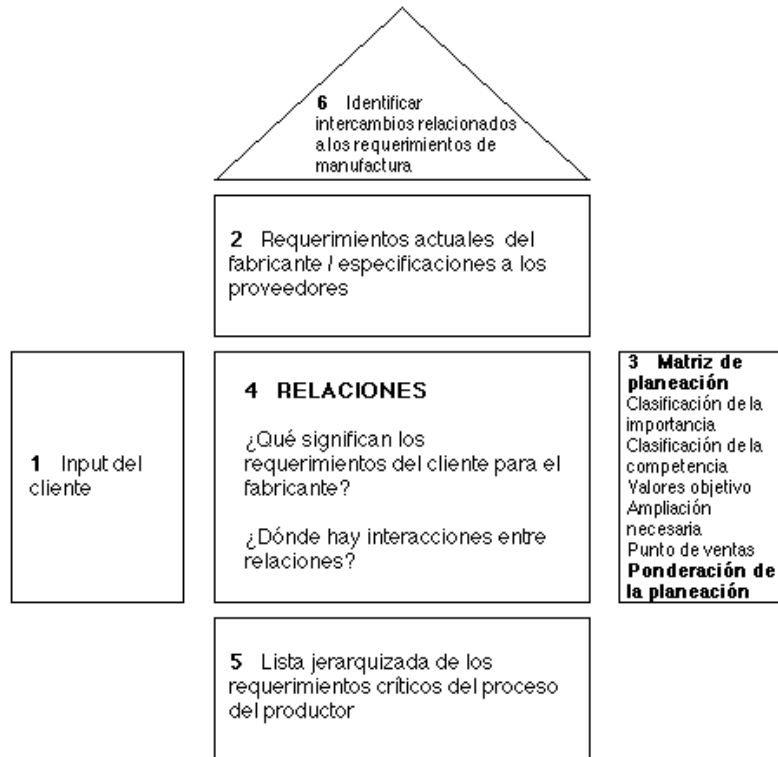 6 Identificar
intercambios relacionados
a los requerimientos de
manufactura
2 Requerimientos actuales del
fabricante / especificaciones a los
proveedores
1 Input del
cliente
4 RELACIONES
¿Qué significan los
requerimientos del cliente para el
fabricante?
¿Dónde hay interacciones entre
relaciones?
3 Matriz de
planeación
Clasificación de la
importancia
Clasificación de la
competencia
Valores objetivo
Ampliación
necesaria
Punto de ventas
Ponderación de
la planeación
5 Lista jerarquizada de los
requerimientos críticos del proceso
del productor